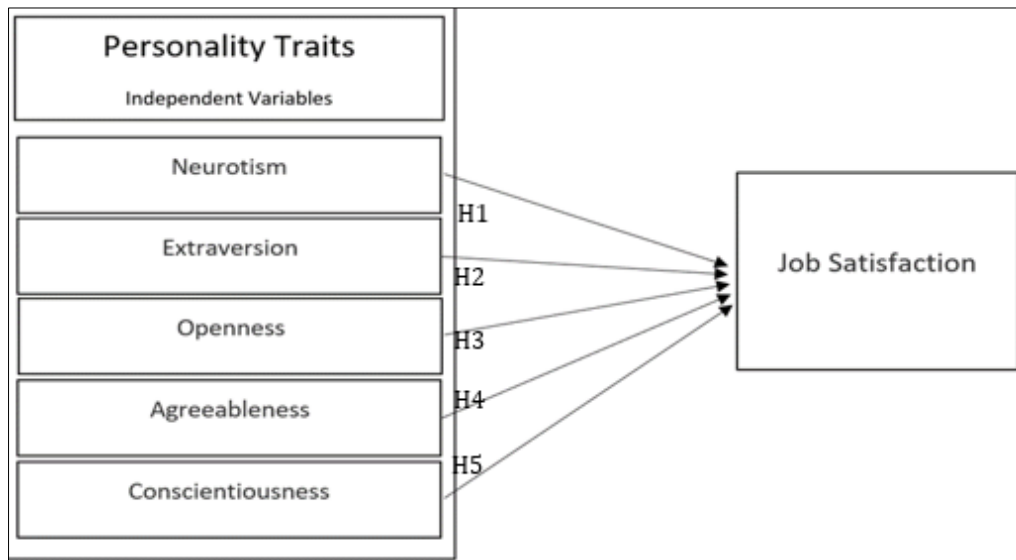 Personality Traits
Independent Variables
Neurotism
H1
Extraversion
H2
Openness
H3
Agreeableness
H4
Conscientiousness
H5
Job Satisfaction